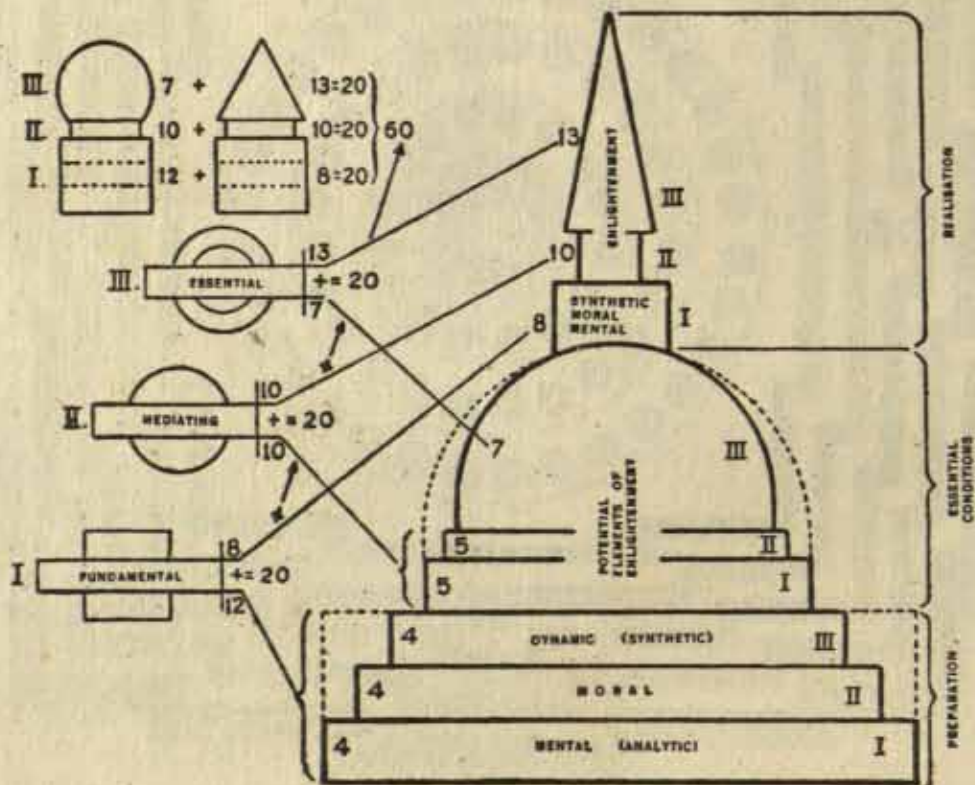 III. 7 + 13=20
II. 10 + 10=20 60
I. 12 + 8=20
III. ESSENTIAL 13 += 20 7
II. MEDIATING 10 += 20 10
I FUNDAMENTAL 8 += 20 12
13 ENLIGHTENMENT III
10 II
8 SYNTHETIC MORAL MENTAL I
REALISATION
7 III
POTENTIAL ELEMENTS OF ENLIGHTENMENT
5 II
5 I
ESSENTIAL CONDITIONS
4 DYNAMIC (SYNTHETIC) III
4 MORAL II
4 MENTAL (ANALYTIC) I
PREPARATION